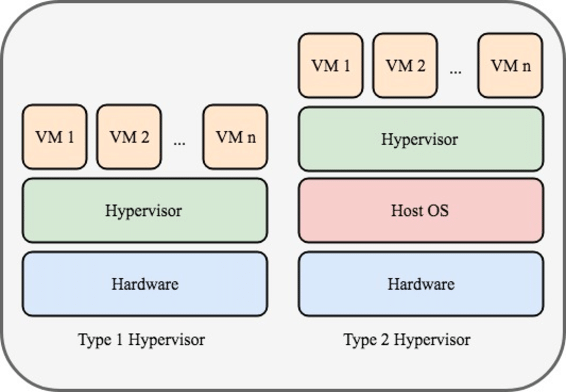 VM 1
VM 2
...
VM n
Hypervisor
Hardware
Type 1 Hypervisor
VM 1
VM 2
...
VM n
Hypervisor
Host OS
Hardware
Type 2 Hypervisor